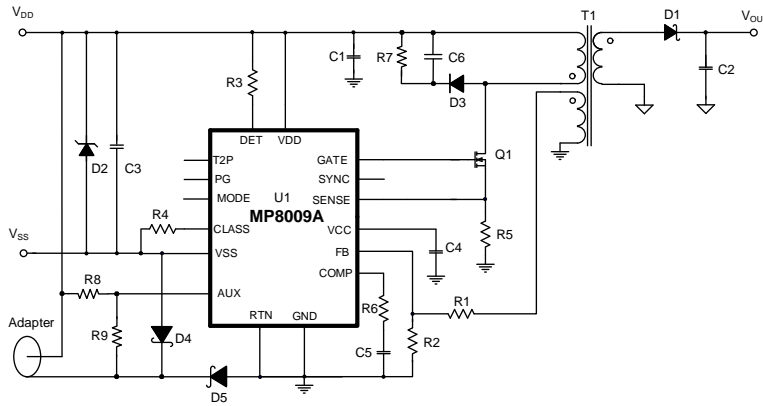 VDD
T1
D1
VOU
C1
R7
C6
C2
R3
D3
DET
VDD
Q1
T2P
GATE
D2
C3
PG
SYNC
MODE
U1
SENSE
R4
MP8009A
R5
VSS
CLASS
VCC
VSS
FB
C4
COMP
R8
AUX
R6
R1
Adapter
R9
D4
RTN
GND
R2
C5
D5